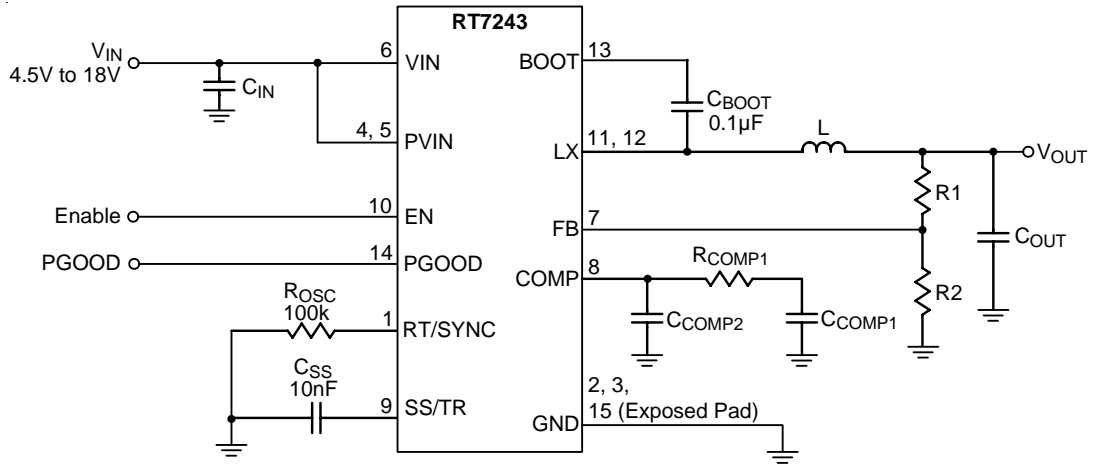 RT7243
VIN
4.5V to 18V
CIN
6
VIN
4, 5
PVIN
Enable
10
EN
PGOOD
14
PGOOD
ROSC
100k
1
RT/SYNC
CSS
10nF
9
SS/TR
BOOT
13
CBOOT
0.1µF
LX
11, 12
L
VOUT
R1
FB
7
COUT
COMP
8
RCOMP1
R2
CCOMP2
CCOMP1
2, 3,
GND
15 (Exposed Pad)